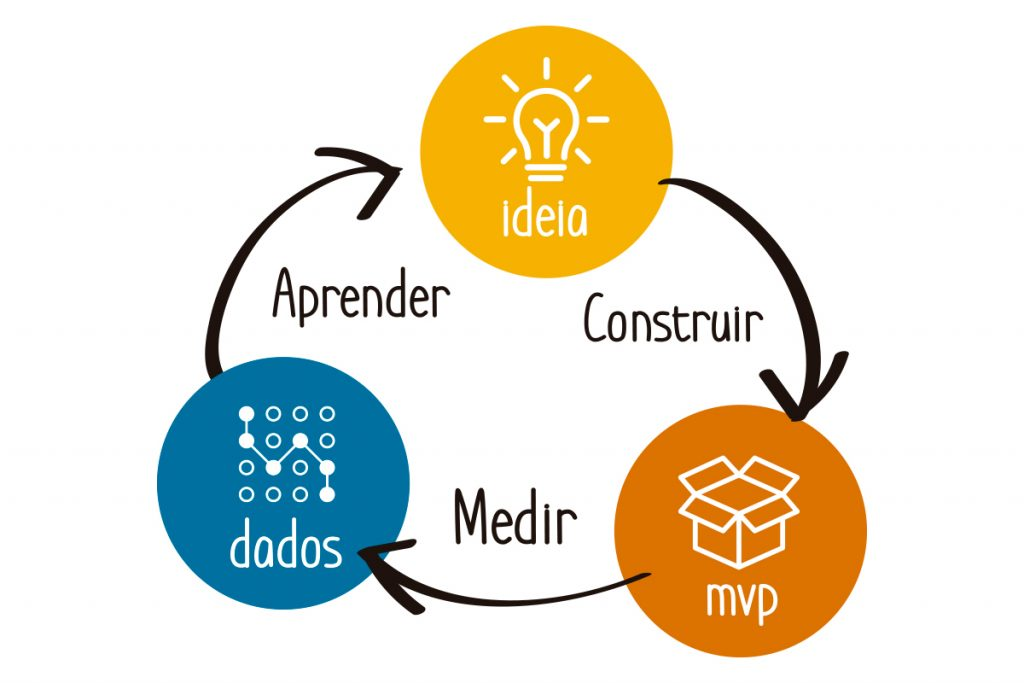 ideia
Aprender
Construir
dados
Medir
mvp